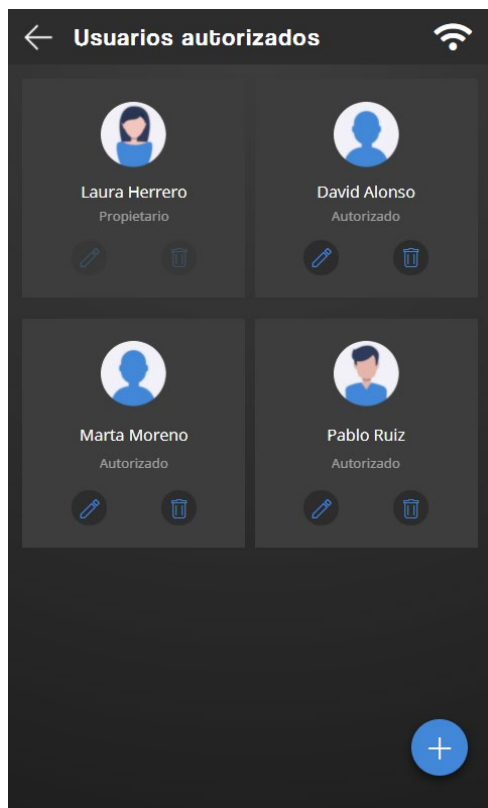 Usuarios autorizados
Laura Herrero
Propietario
David Alonso
Autorizado
Marta Moreno
Autorizado
Pablo Ruiz
Autorizado